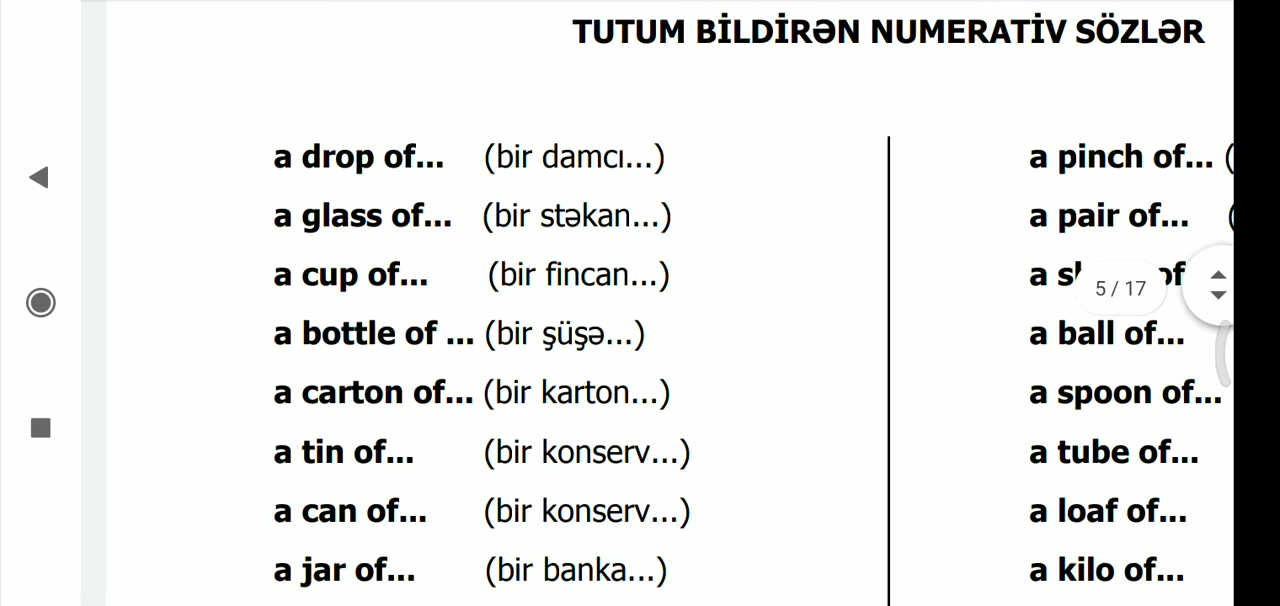 TUTUM BİLDİRƏN NUMERATİV SÖZLƏR
a drop of... (bir damcı...)
a glass of... (bir stəkan...)
a cup of... (bir fincan...)
a bottle of ... (bir şüşə...)
a carton of... (bir karton...)
a tin of... (bir konserv...)
a can of... (bir konserv...)
a jar of... (bir banka...)
a pinch of... (
a pair of... (
a of
5 / 17
a ball of...
a spoon of...
a tube of...
a loaf of...
a kilo of...